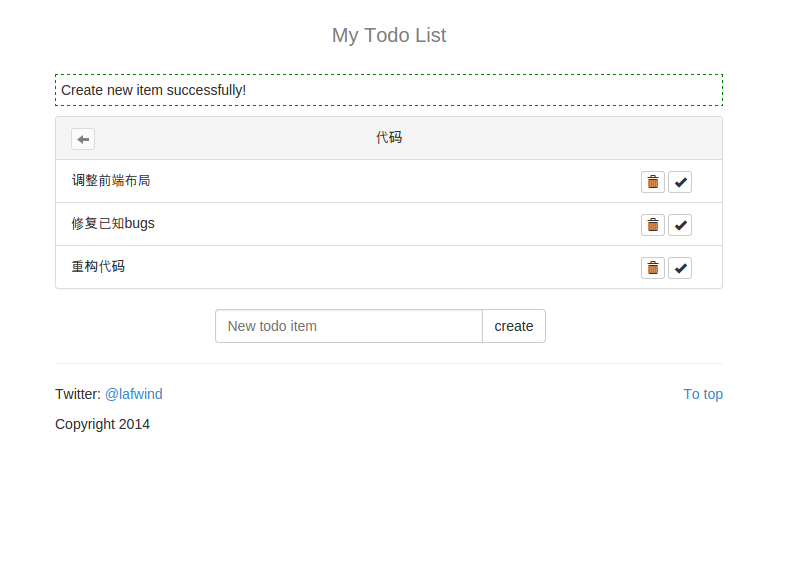 My Todo List
Create new item successfully!
代码
调整前端布局
修复已知bugs
重构代码
New todo item
create
Twitter: @lafwind
To top
Copyright 2014